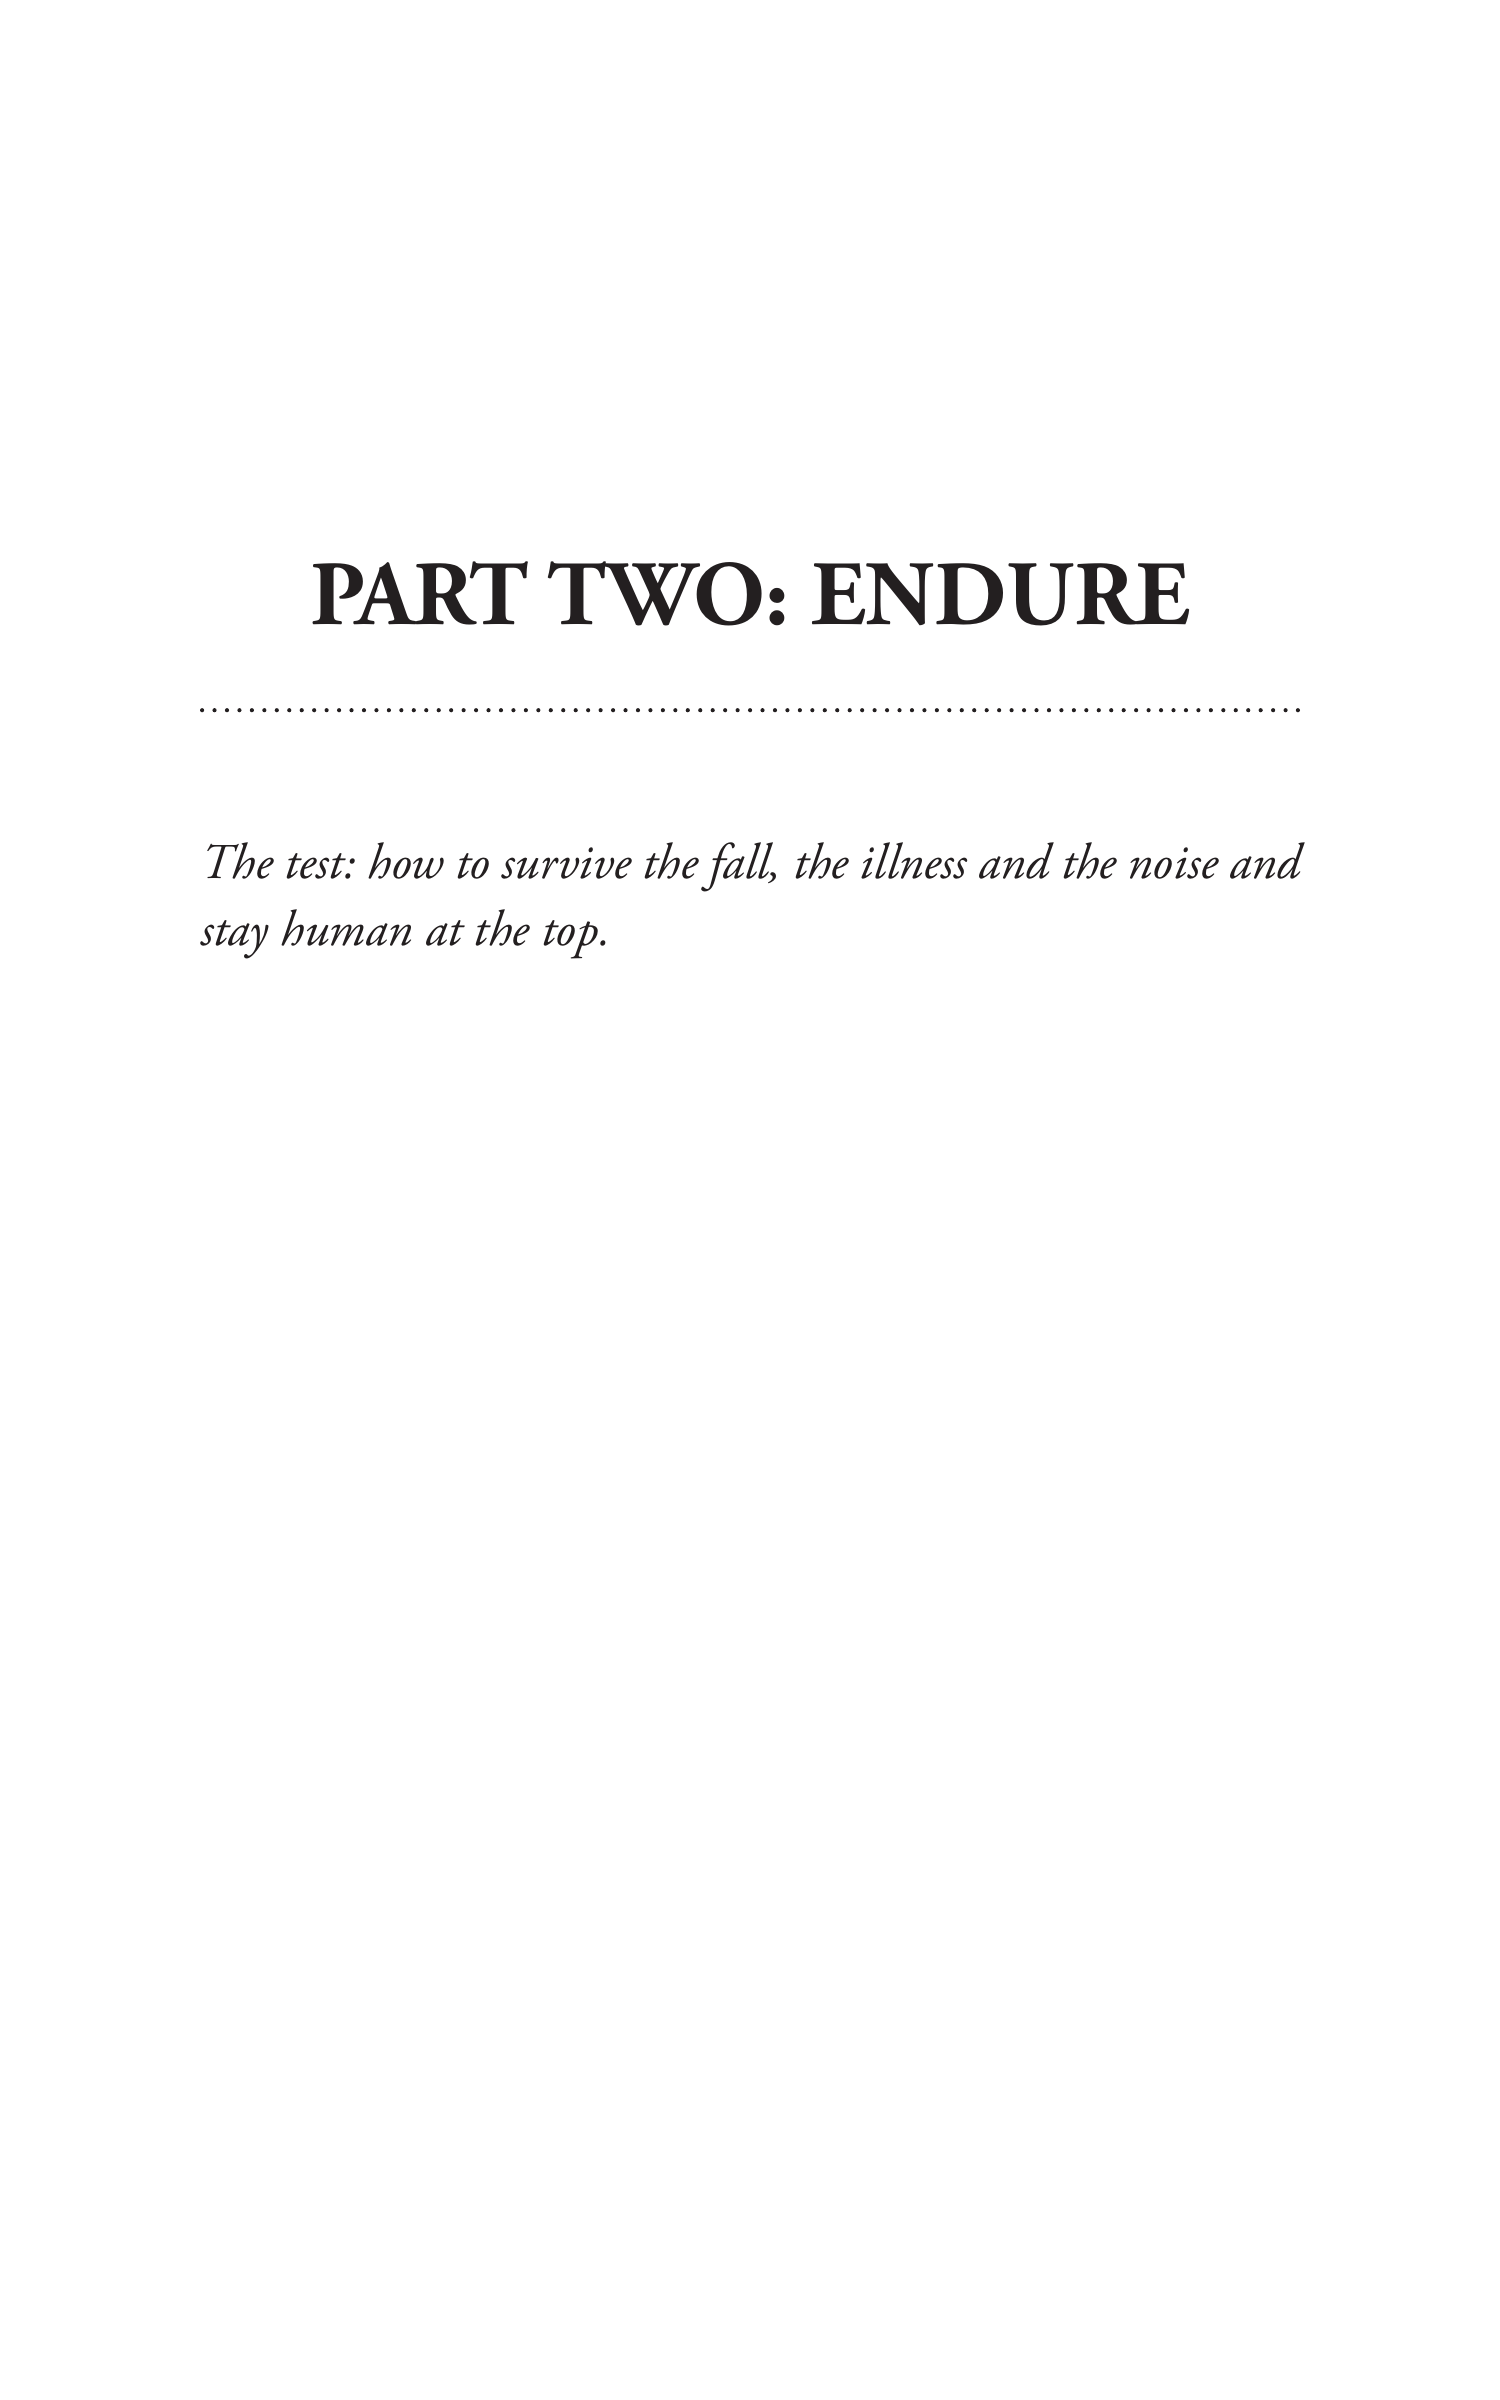 PART TWO: ENDURE
The test: how to survive the fall, the illness and the noise and
stay human at the top.